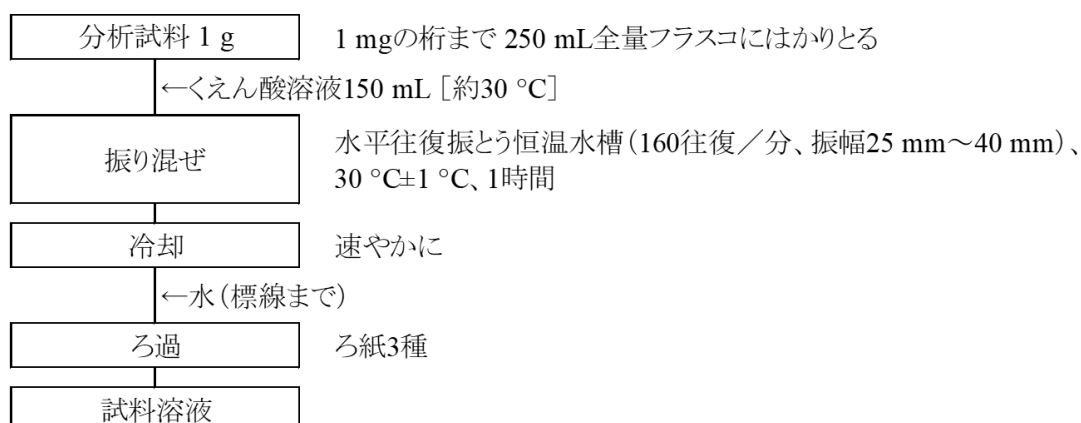 分析試料 1 g
1 mgの桁まで 250 mL全量フラスコにはかりとる
←くえん酸溶液150 mL [約30 °C]
振り混ぜ
水平往復振とう恒温水槽(160往復/分、振幅25 mm~40 mm)、
30 °C±1 °C、1時間
冷却
速やかに
←水(標線まで)
ろ過
ろ紙3種
試料溶液